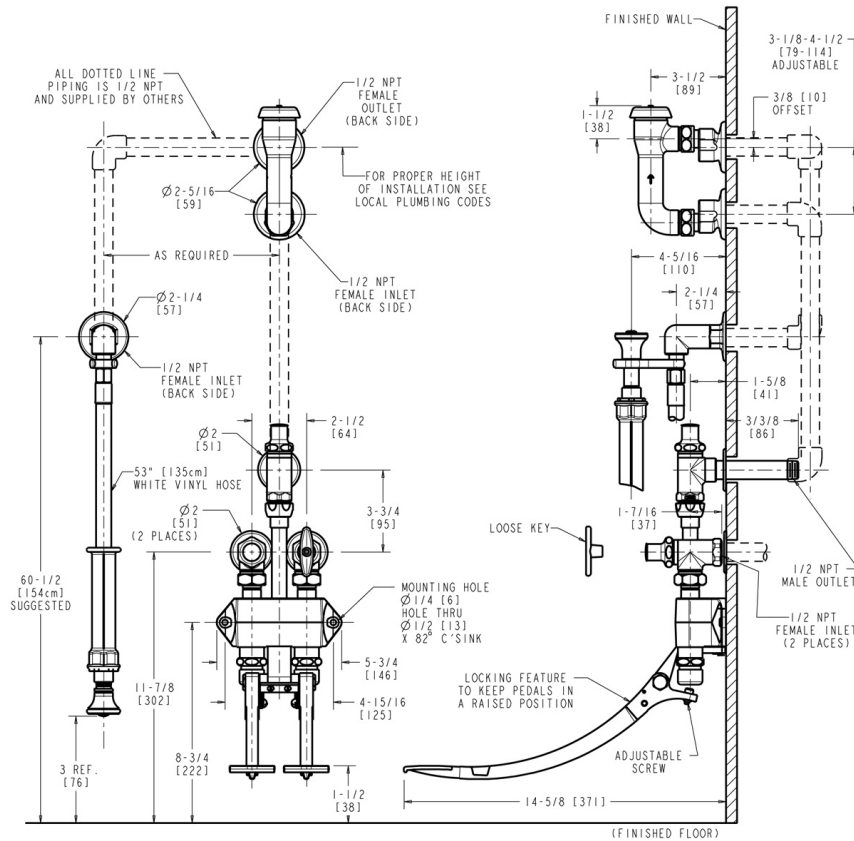 FINISHED WALL
3-1/8-4-1/2
[79-114]
ADJUSTABLE
ALL DOTTED LINE
PIPING IS 1/2 NPT
AND SUPPLIED BY OTHERS
1/2 NPT
FEMALE
OUTLET
(BACK SIDE)
3-1/2
[89]
1-1/2
[38]
3/8 [10]
OFFSET
Ø2-5/16
[59]
FOR PROPER HEIGHT
OF INSTALLATION SEE
LOCAL PLUMBING CODES
AS REQUIRED
4-5/16
[110]
1/2 NPT
FEMALE INLET
(BACK SIDE)
Ø2-1/4
[57]
2-1/4
[57]
1/2 NPT
FEMALE INLET
(BACK SIDE)
1-5/8
[41]
2-1/2
[64]
3/3/8
[86]
Ø2
[51]
53" [135cm]
WHITE VINYL HOSE
3-3/4
[95]
Ø2
[51]
(2 PLACES)
1-7/16
[37]
LOOSE KEY
60-1/2
[154cm]
SUGGESTED
1/2 NPT
MALE OUTLET
MOUNTING HOLE
Ø1/4 [6]
HOLE THRU
Ø1/2 [13]
X 82° C'SINK
1/2 NPT
FEMALE INLET
(2 PLACES)
5-3/4
[146]
LOCKING FEATURE
TO KEEP PEDALS IN
A RAISED POSITION
11-7/8
[302]
4-15/16
[125]
3 REF.
[76]
8-3/4
[222]
ADJUSTABLE
SCREW
1-1/2
[38]
14-5/8 [371]
(FINISHED FLOOR)